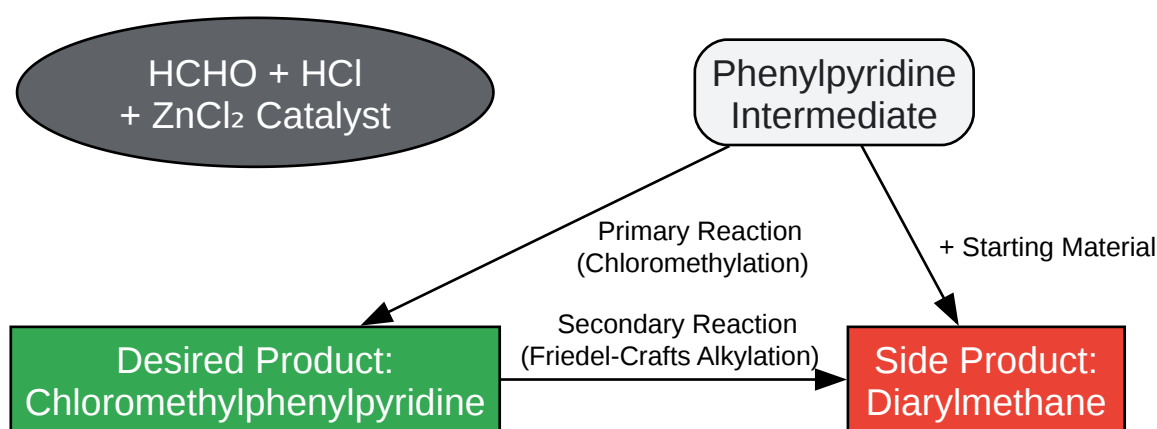 HCHO + HCl
+ ZnCl₂ Catalyst
Phenylpyridine
Intermediate
Primary Reaction
(Chloromethylation)
+ Starting Material
Secondary Reaction
(Friedel-Crafts Alkylation)
Desired Product:
Chloromethylphenylpyridine
Side Product:
Diarylmethane